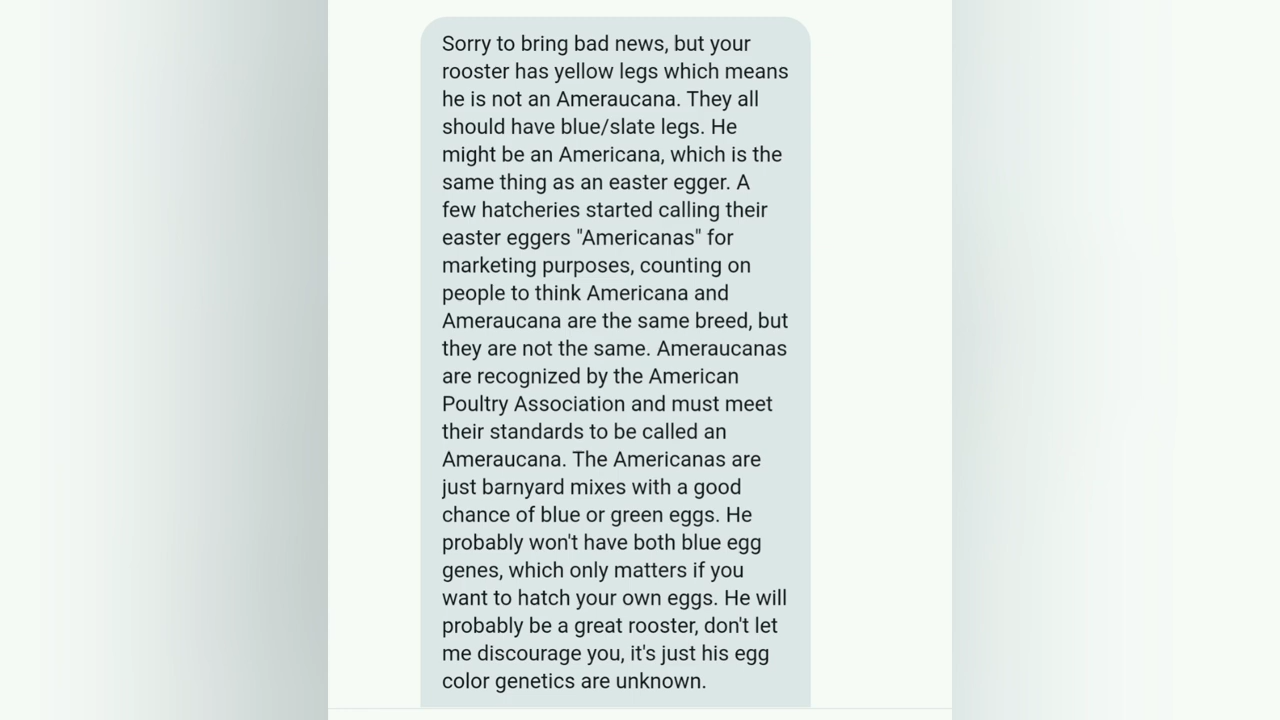 Sorry to bring bad news, but your
rooster has yellow legs which means
he is not an Ameraucana. They all
should have blue/slate legs. He
might be an Americana, which is the
same thing as an easter egger. A
few hatcheries started calling their
easter eggers "Americanas" for
marketing purposes, counting on
people to think Americana and
Ameraucana are the same breed, but
they are not the same. Ameraucanas
are recognized by the American
Poultry Association and must meet
their standards to be called an
Ameraucana. The Americanas are
just barnyard mixes with a good
chance of blue or green eggs. He
probably won't have both blue egg
genes, which only matters if you
want to hatch your own eggs. He will
probably be a great rooster, don't let
me discourage you, it's just his egg
color genetics are unknown.